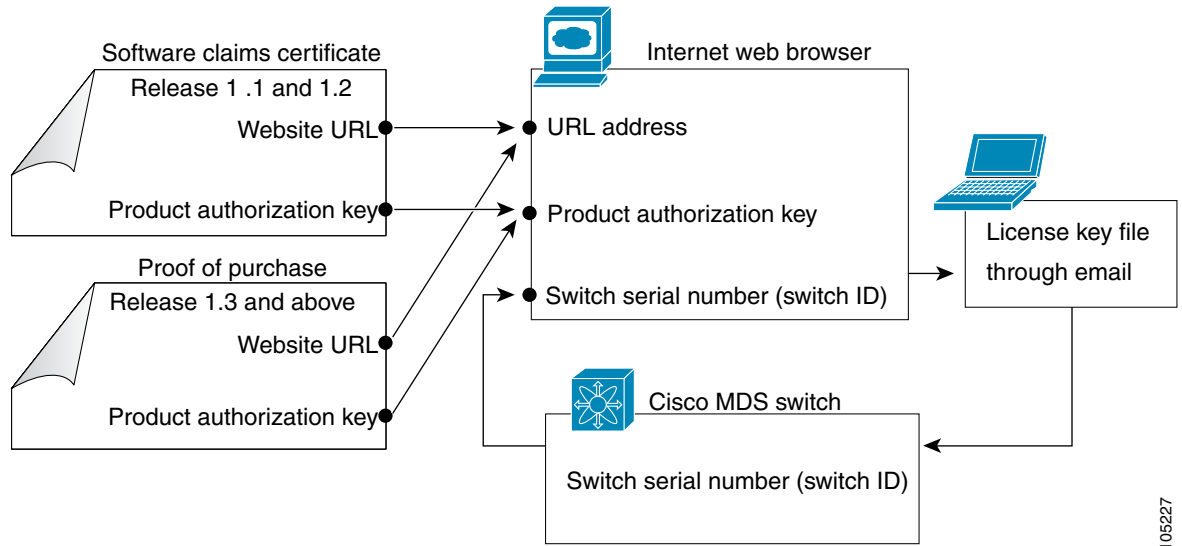 Software claims certificate
Release 1 .1 and 1.2
Website URL
Product authorization key
Proof of purchase
Release 1.3 and above
Website URL
Product authorization key
Internet web browser
URL address
Product authorization key
Switch serial number (switch ID)
License key file
through email
Cisco MDS switch
Switch serial number (switch ID)
105227